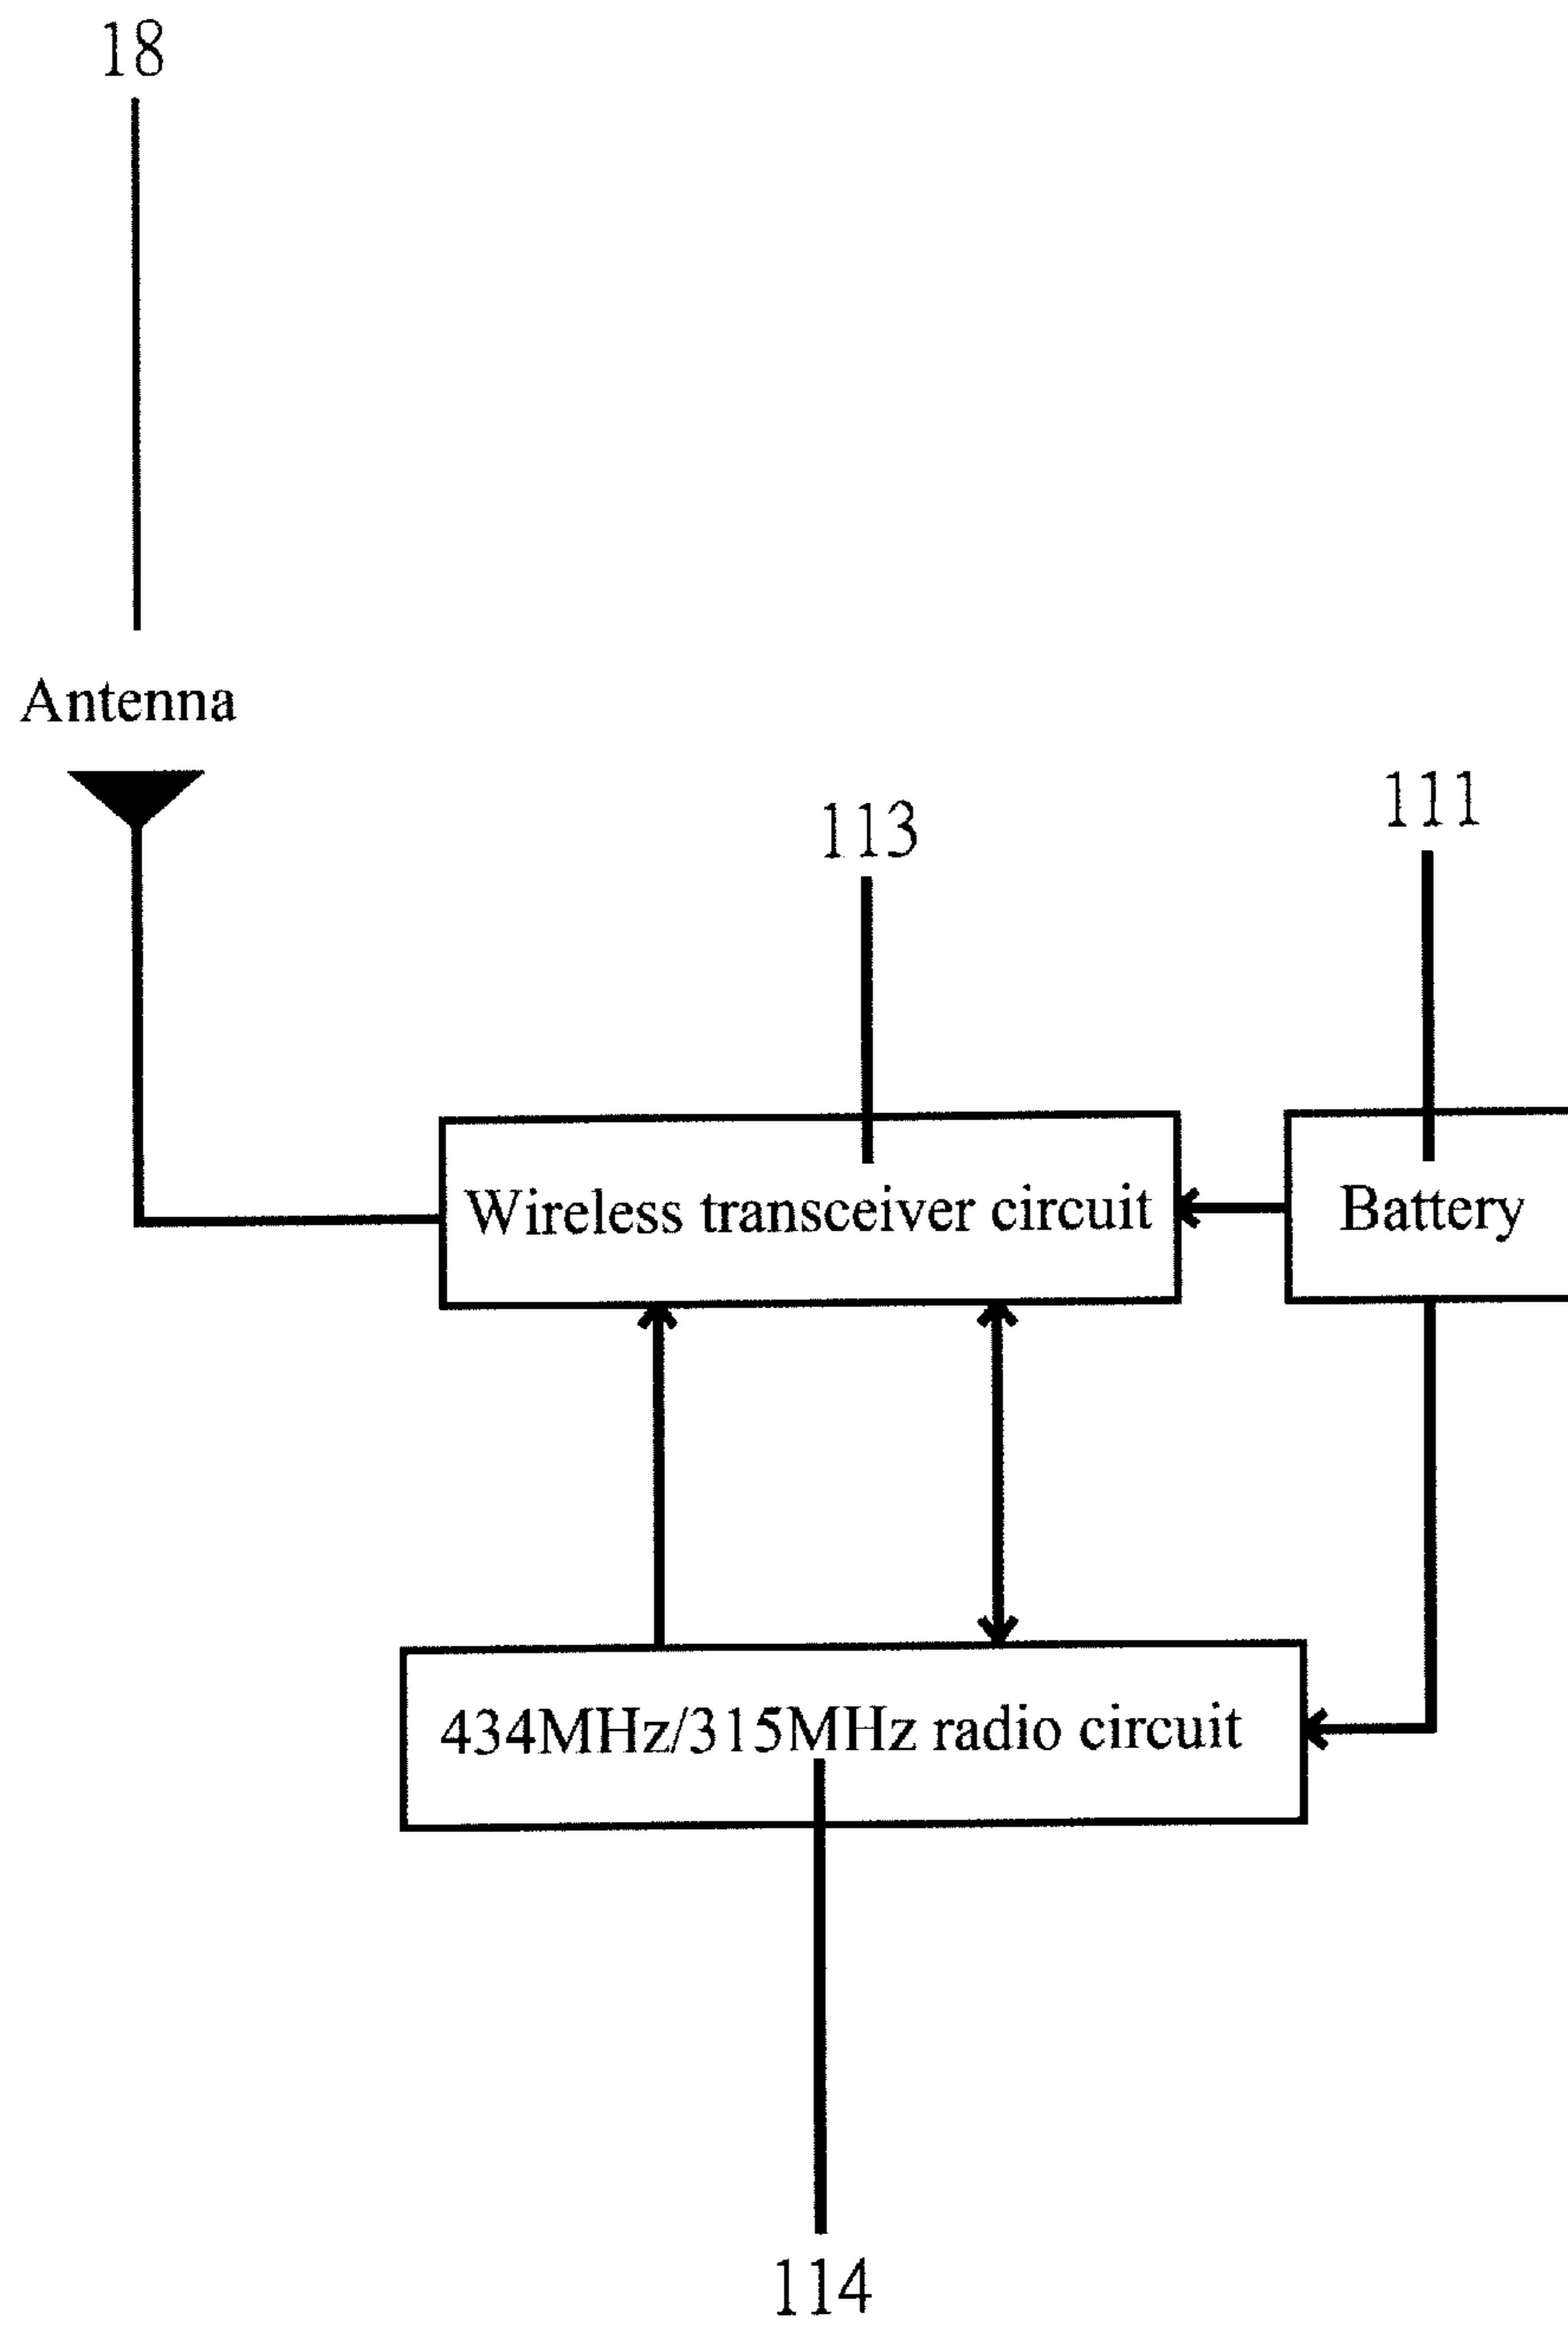 18
Antenna
113
111
Wireless transceiver circuit
Battery
434MHz/315MHz radio circuit
114